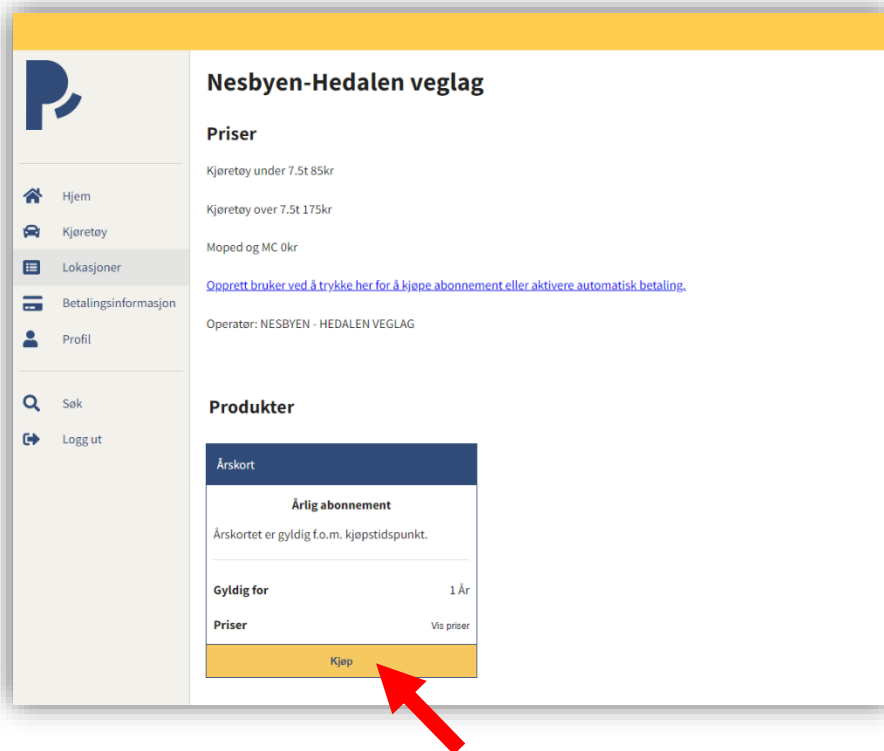 Hjem
Kjøretøy
Lokasjoner
Betalingsinformasjon
Profil
Søk
Logg ut
Nesbyen-Hedalen veglag
Priser
Kjøretøy under 7.5t 85kr
Kjøretøy over 7.5t 175kr
Moped og MC 0kr
Opprett bruker ved å trykke her for å kjøpe abonnement eller aktivere automatisk betaling.
Operatør: NESBYEN - HEDALEN VEGLAG
Produkter
Årskort
Årlig abonnement
Årskortet er gyldig f.o.m. kjøpstidspunkt.
Gyldig for 1 År
Priser Vis priser
Kjøp